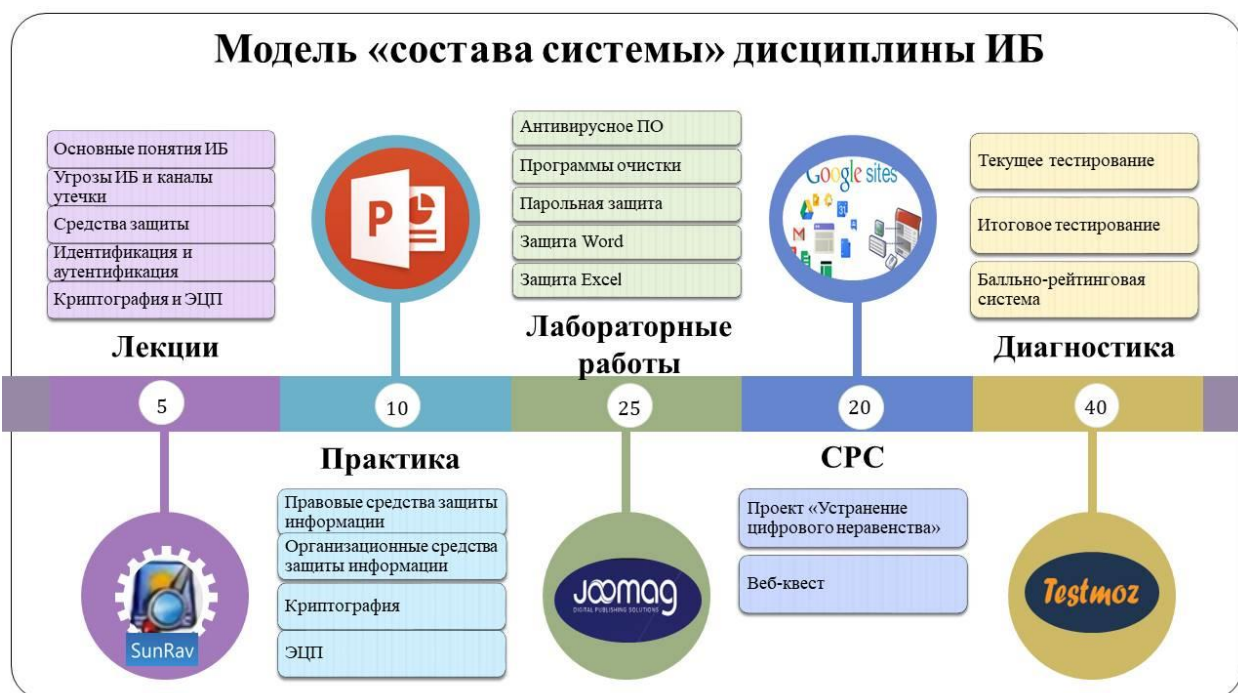 Модель «состава системы» дисциплины ИБ
Основные понятия ИБ
Угрозы ИБ и каналы
утечки
Средства защиты
Идентификация и
аутентификация
Криптография и ЭЦП
Лекции
5
SunRav
P
10
Практика
Правовые средства защиты
информации
Организационные средства
защиты информации
Криптография
ЭЦП
Антивирусное ПО
Программы очистки
Парольная защита
Защита Word
Защита Excel
Лабораторные
работы
25
Joomag
DIGITAL PUBLISHING SOLUTIONS
Google sites
31
20
СРС
Проект «Устранение
цифрового неравенства»
Веб-квест
Текущее тестирование
Итоговое тестирование
Балльно-рейтинговая
система
Диагностика
40
Testmoz